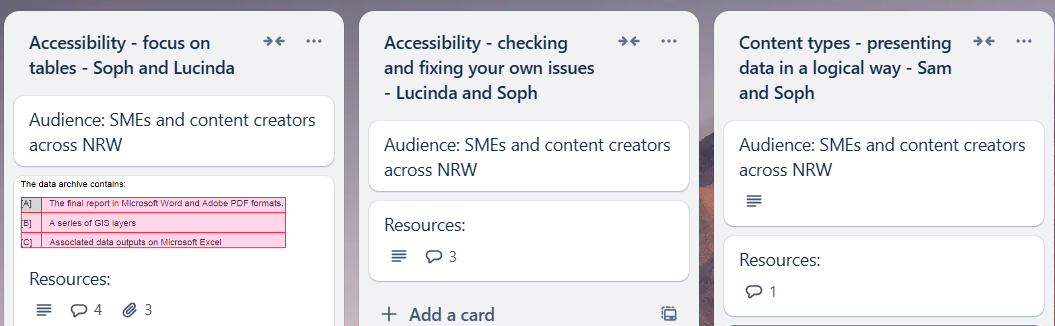 Accessibility - focus on
tables - Soph and Lucinda
Audience: SMEs and content creators
across NRW
The data archive contains:
[A] The final report in Microsoft Word and Adobe PDF formats.
[B] A series of GIS layers
[C] Associated data outputs on Microsoft Excel
Resources:
4 3
Accessibility - checking
and fixing your own issues
- Lucinda and Soph
Audience: SMEs and content creators
across NRW
Resources:
3
+ Add a card
Content types - presenting
data in a logical way - Sam
and Soph
Audience: SMEs and content creators
across NRW
Resources:
1